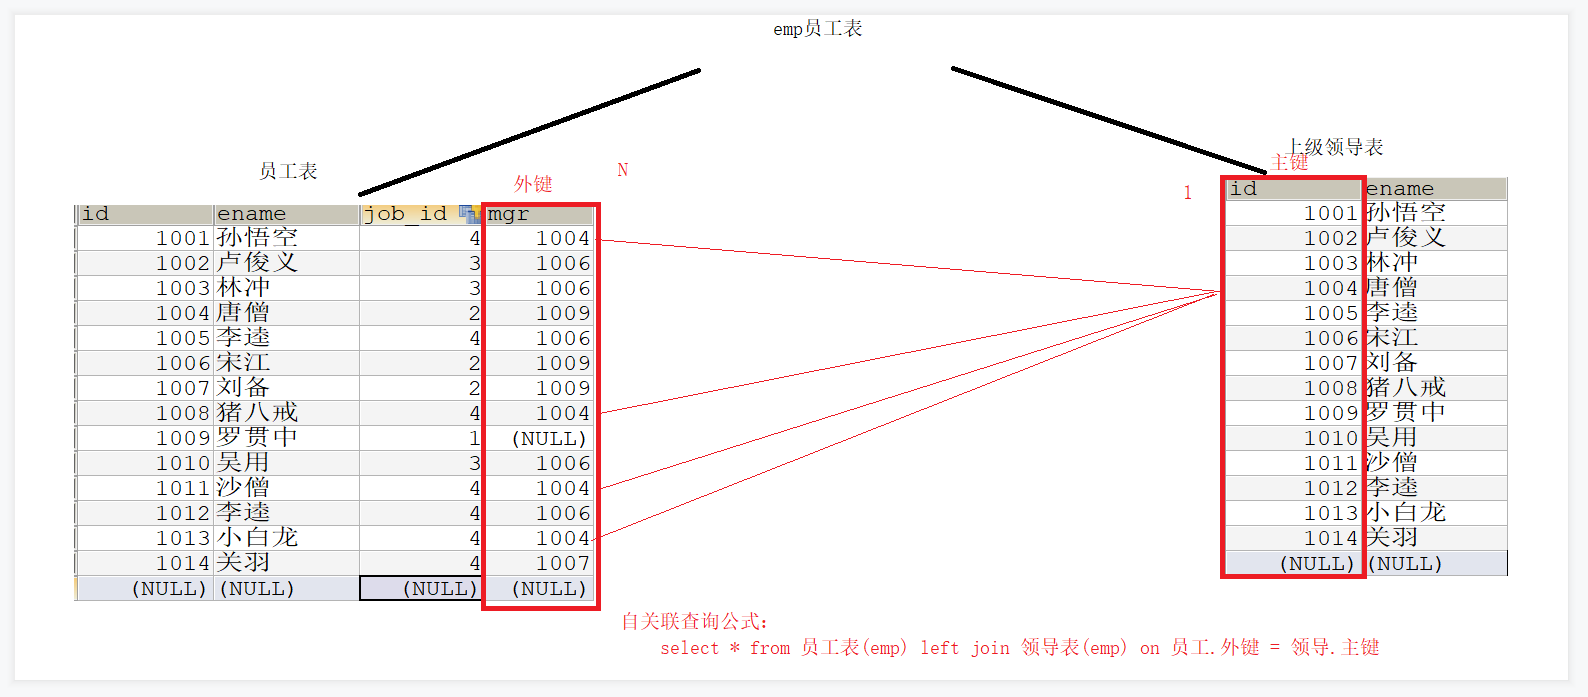 emp员工表
上级领导表
主键
员工表
N
外键
1
id ename job_id mgr
1001 孙悟空 4 1004
1002 卢俊义 3 1006
1003 林冲 3 1006
1004 唐僧 2 1009
1005 李逵 4 1006
1006 宋江 2 1009
1007 刘备 2 1009
1008 猪八戒 4 1004
1009 罗贯中 1 (NULL)
1010 吴用 3 1006
1011 沙僧 4 1004
1012 李逵 4 1006
1013 小白龙 4 1004
1014 关羽 4 1007
(NULL) (NULL) (NULL) (NULL)
id ename
1001 孙悟空
1002 卢俊义
1003 林冲
1004 唐僧
1005 李逵
1006 宋江
1007 刘备
1008 猪八戒
1009 罗贯中
1010 吴用
1011 沙僧
1012 李逵
1013 小白龙
1014 关羽
(NULL) (NULL)
自关联查询公式：
select * from 员工表(emp) left join 领导表(emp) on 员工.外键 = 领导.主键